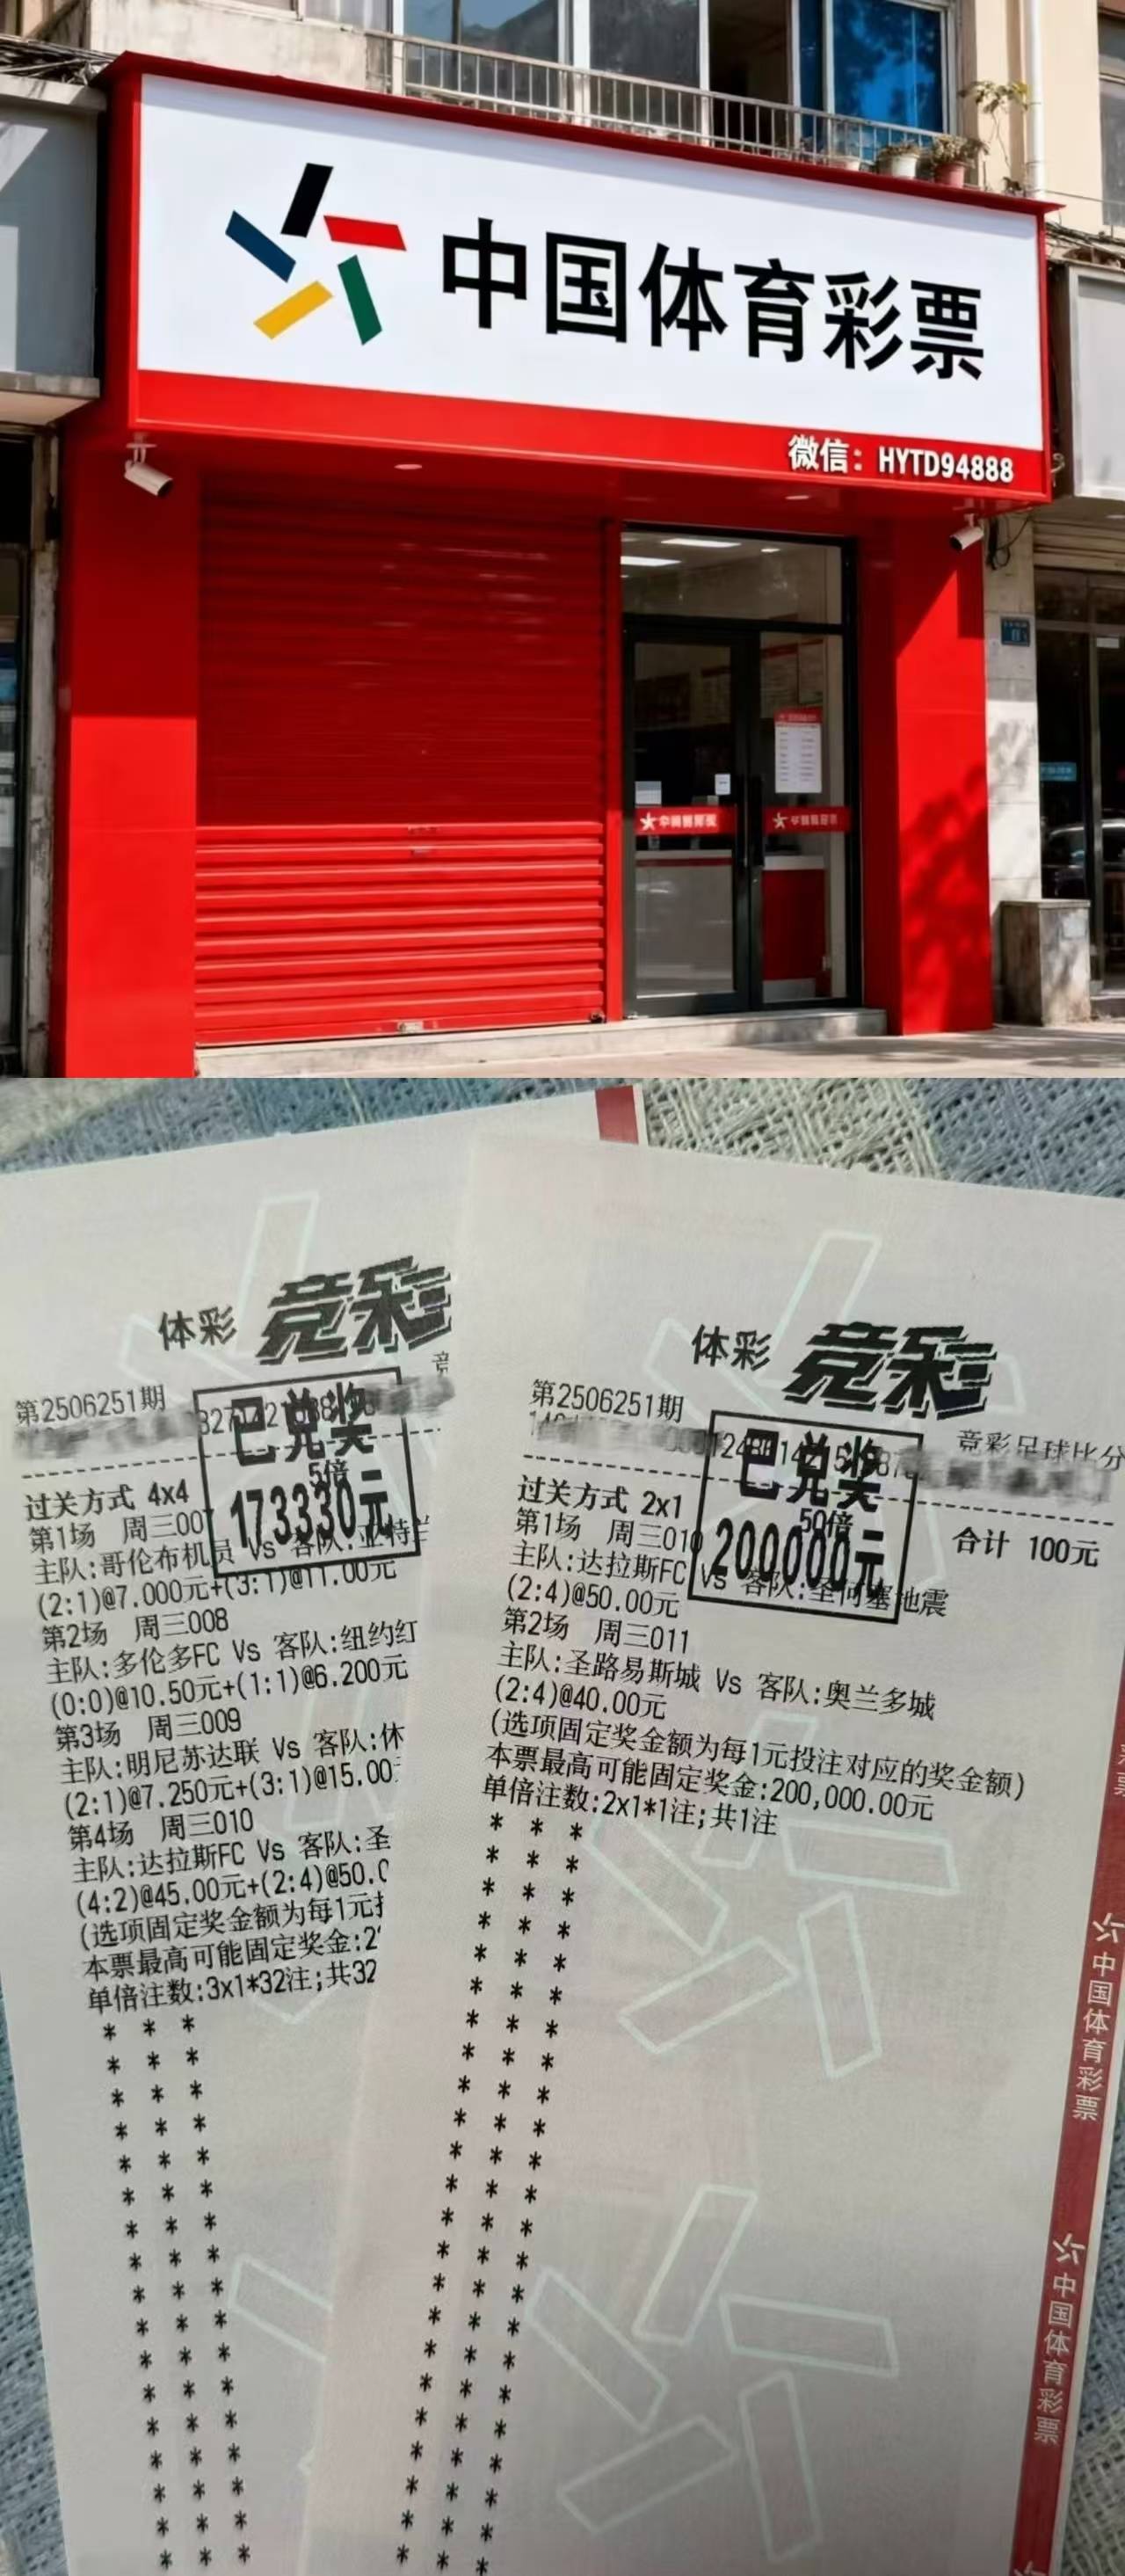 中国体育彩票
微信：HYTD94888
体彩 竞彩
第2506251期
已兑奖
5倍
173330元
过关方式 4x4
第1场 周三007
主队:哥伦布机员 Vs 客队:亚特兰
(2:1)@7.000元+(3:1)@11.00元
第2场 周三008
主队:多伦多FC Vs 客队:纽约红
(0:0)@10.50元+(1:1)@6.200元
第3场 周三009
主队:明尼苏达联 Vs 客队:休
(2:1)@7.250元+(3:1)@15.00
第4场 周三010
主队:达拉斯FC Vs 客队:圣
(4:2)@45.00元+(2:4)@50.0
(选项固定奖金额为每1元
本票最高可能固定奖金:2
单倍注数:3x1*32注;共32
体彩 竞彩
第2506251期
竞彩足球比分
已兑奖
50倍
200000元
过关方式 2x1
合计 100元
第1场 周三010
主队:达拉斯FC Vs 客队:圣何塞地震
(2:4)@50.00元
第2场 周三011
主队:圣路易斯城 Vs 客队:奥兰多城
(2:4)@40.00元
(选项固定奖金额为每1元投注对应的奖金额)
本票最高可能固定奖金:200,000.00元
单倍注数:2x1*1注;共1注
中国体育彩票
中国体育彩票